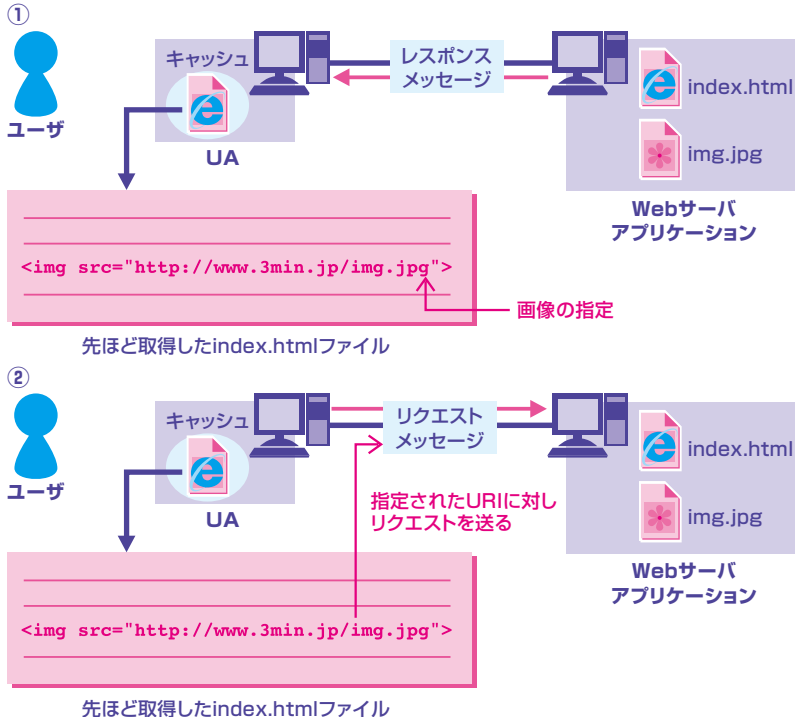 ①
キャッシュ
レスポンス
メッセージ
index.html
img.jpg
ユーザ
UA
Webサーバ
アプリケーション
<img src="http://www.3min.jp/img.jpg">
画像の指定
先ほど取得したindex.htmlファイル
②
キャッシュ
リクエスト
メッセージ
index.html
img.jpg
ユーザ
UA
指定されたURIに対し
リクエストを送る
Webサーバ
アプリケーション
<img src="http://www.3min.jp/img.jpg">
先ほど取得したindex.htmlファイル